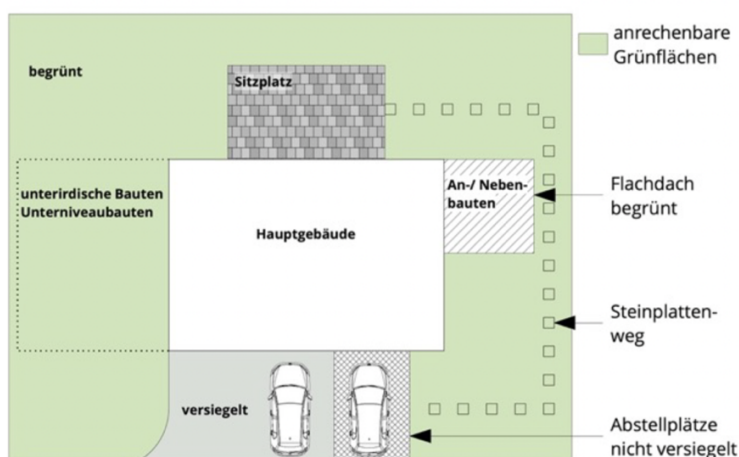 anrechenbare
Grünflächen
begrünt
Sitzplatz
unterirdische Bauten
Unterniveaubauten
An-/ Neben-
bauten
Flachdach
begrünt
Hauptgebäude
Steinplatten-
weg
versiegelt
Abstellplätze
nicht versiegelt